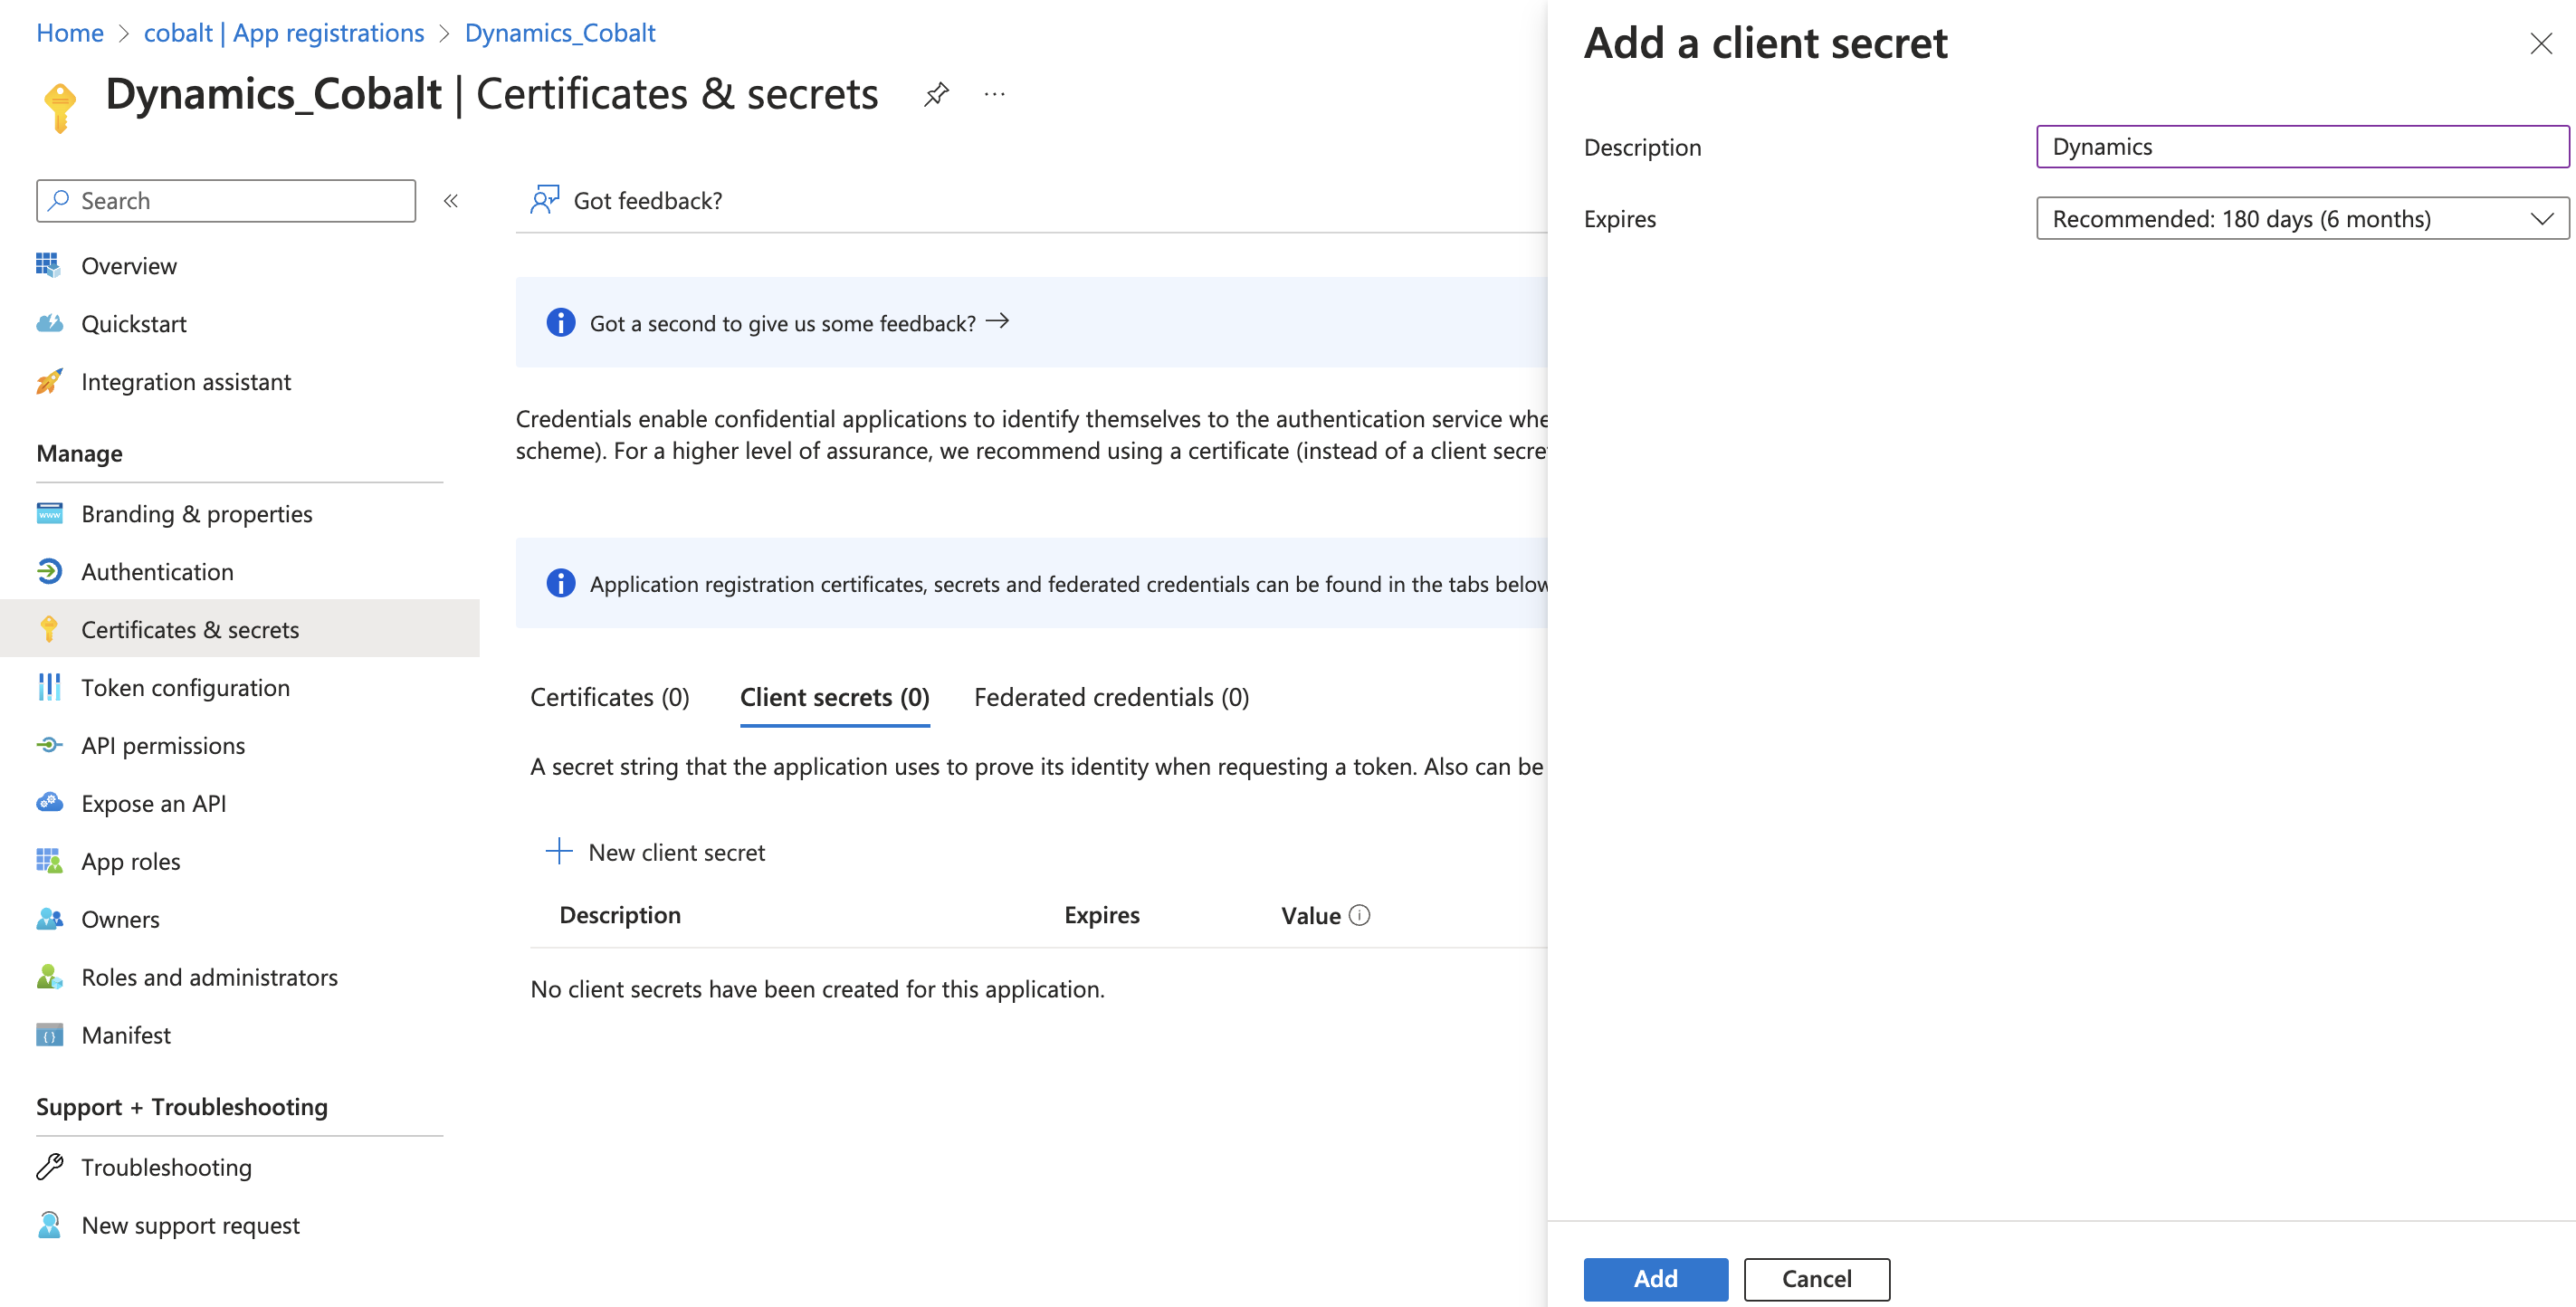 Home > cobalt | App registrations > Dynamics_Cobalt
Dynamics_Cobalt | Certificates & secrets
Search
Overview
Quickstart
Integration assistant
Manage
Branding & properties
Authentication
Certificates & secrets
Token configuration
API permissions
Expose an API
App roles
Owners
Roles and administrators
Manifest
Support + Troubleshooting
Troubleshooting
New support request
Got feedback?
Got a second to give us some feedback?
Credentials enable confidential applications to identify themselves to the authentication service whe
scheme). For a higher level of assurance, we recommend using a certificate (instead of a client secre
Application registration certificates, secrets and federated credentials can be found in the tabs below
Certificates (0) Client secrets (0) Federated credentials (0)
A secret string that the application uses to prove its identity when requesting a token. Also can be
New client secret
Description Expires Value
No client secrets have been created for this application.
Add a client secret
Description Dynamics
Expires Recommended: 180 days (6 months)
Add Cancel